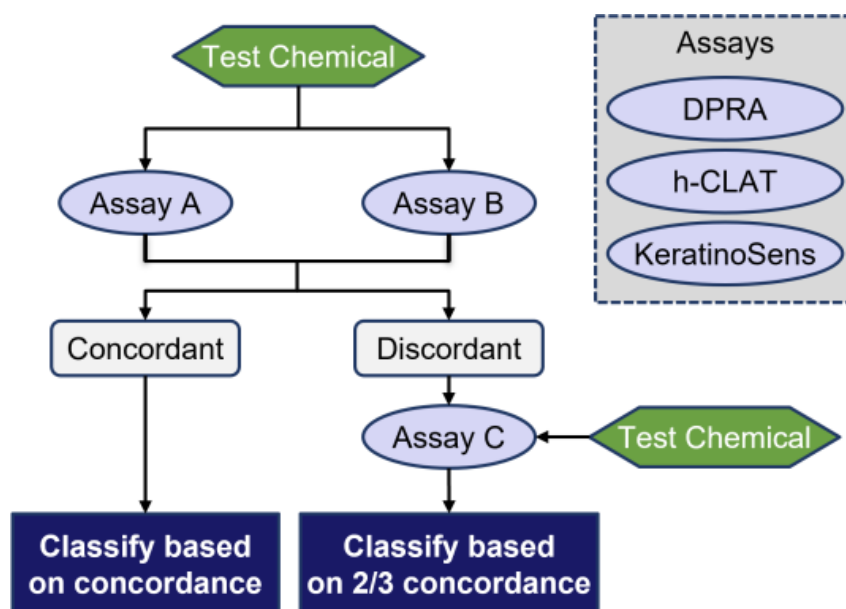 Test Chemical
Assays
DPRA
h-CLAT
KeratinoSens
Assay A
Assay B
Concordant
Discordant
Assay C
Test Chemical
Classify based
on concordance
Classify based
on 2/3 concordance